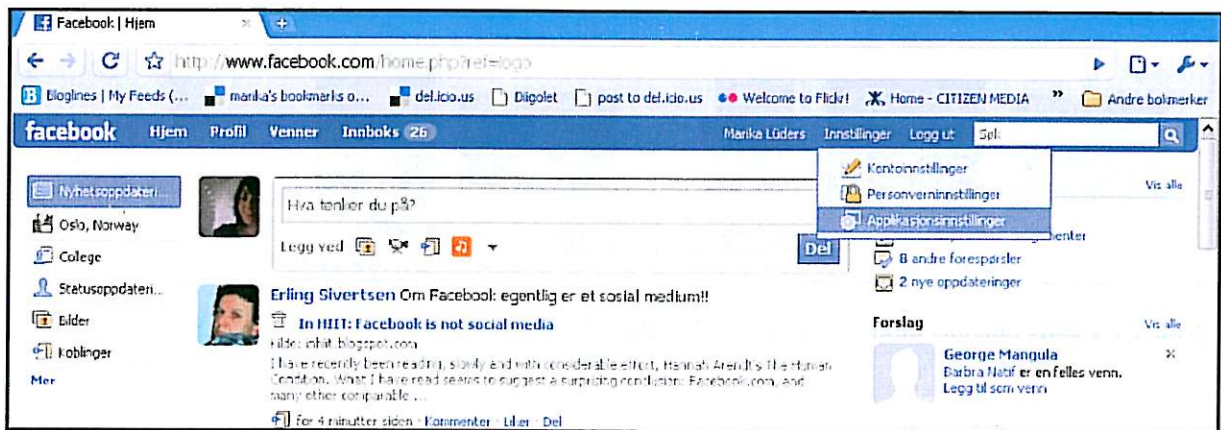 Facebook | Hjem
http://www.facebook.com/home.php?ref=logo
Bloglines | My Feeds (... marika's bookmarks o... del.icio.us Diigolet post to del.icio.us Welcome to Flickr! Home - CITIZEN MEDIA » Andre bokmerker
facebook Hjem Profil Venner Innboks 26 Marika Lüders Innstillinger Logg ut Søk
Kontoinnstillinger
Personverninnstillinger
Applikasjonsinnstillinger
Vis alle
8 andre forespørsler
2 nye oppdateringer
Nyhetsoppdateri...
Oslo, Norway
College
Statusoppdateri...
Bilder
Koblinger
Mer
Hva tenker du på?
Legg ved Del
Erling Sivertsen Om Facebook: egentlig er et sosial medium!!
In HIIT: Facebook is not social media
Kilde: inhiit.blogspot.com
I have recently been reading, slowly and with considerable effort, Hannah Arendt's The Human
Condition. What I have read seems to suggest a surprising conclusion: Facebook.com, and
many other comparable ...
for 4 minutter siden · Kommenter · Liker · Del
Forslag Vis alle
George Mangula ×
Barbra Natif er en felles venn.
Legg til som venn